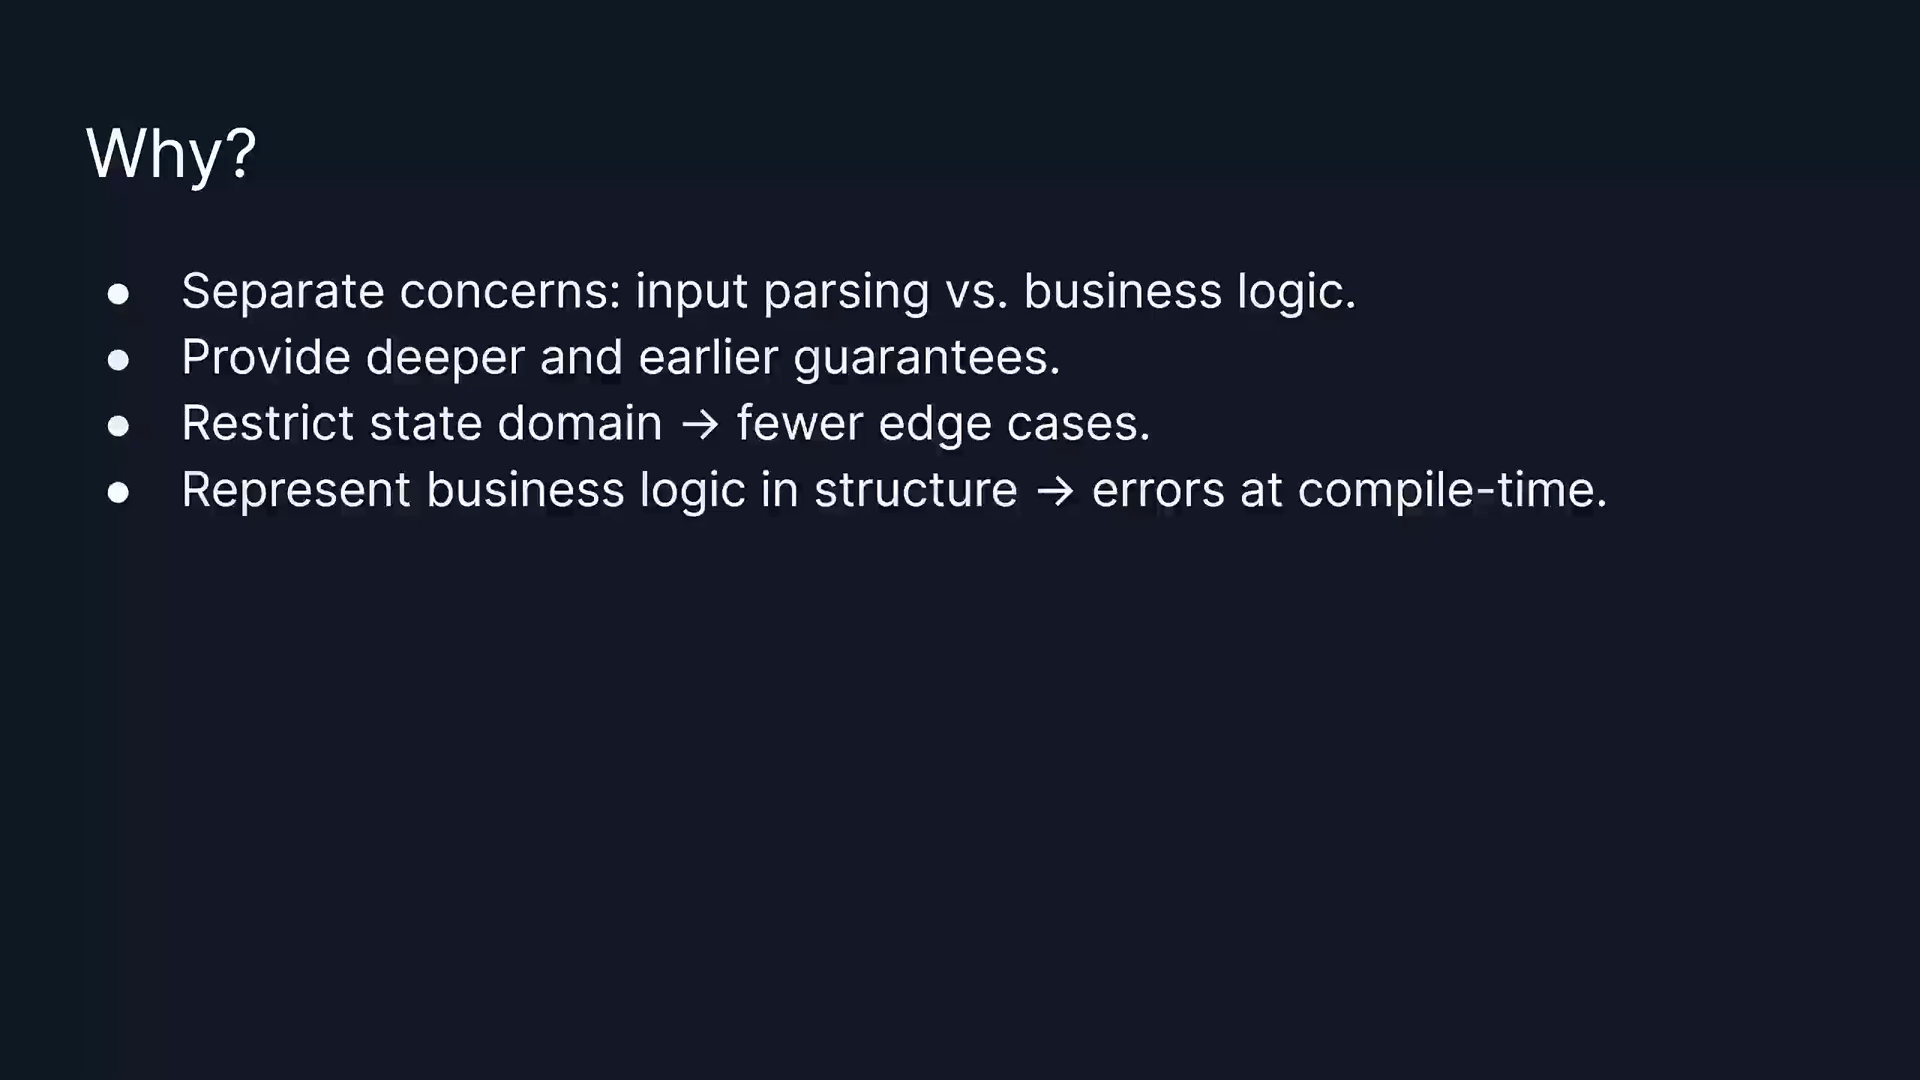 Why?
● Separate concerns: input parsing vs. business logic.
● Provide deeper and earlier guarantees.
● Restrict state domain → fewer edge cases.
● Represent business logic in structure → errors at compile-time.